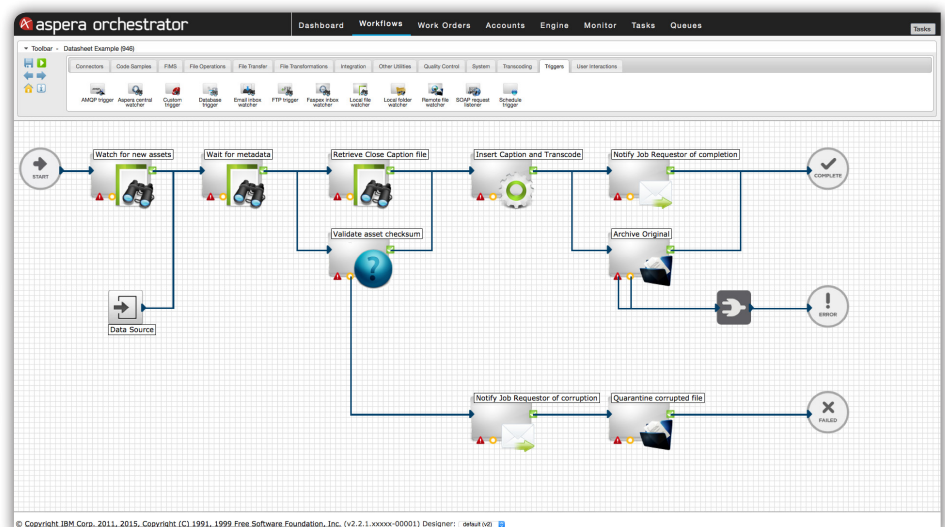 aspera orchestrator
Dashboard Workflows Work Orders Accounts Engine Monitor Tasks Queues
Tasks
Toolbar - Datasheet Example (946)
Connectors Code Samples FIMS File Operations File Transfer File Transformations Integration Other Utilities Quality Control System Transcoding Triggers User Interactions
AMQP trigger
Aspera central watcher
Custom trigger
Database trigger
Email Inbox watcher
FTP trigger
Faspex inbox watcher
Local file watcher
Local folder watcher
Remote file watcher
SOAP request listener
Schedule trigger
Watch for new assets
Wait for metadata
Retrieve Close Caption file
Insert Caption and Transcode
Notify Job Requestor of completion
START
COMPLETE
Validate asset checksum
Archive Original
Data Source
ERROR
Notify Job Requestor of corruption
Quarantine corrupted file
FAILED
© Copyright IBM Corp. 2011, 2015, Copyright (C) 1991, 1999 Free Software Foundation, Inc. (v2.2.1.xxxxx-00001) Designer: default (v2)